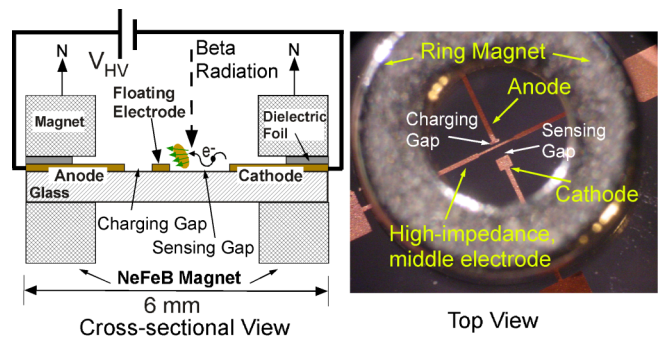 N
V_HV
Beta
Radiation
N
Floating
Electrode
Magnet
Dielectric
Foil
e-
Anode
Cathode
Glass
Charging Gap
Sensing Gap
NeFeB Magnet
6 mm
Cross-sectional View
Ring Magnet
Anode
Charging
Gap
Sensing
Gap
Cathode
High-impedance,
middle electrode
Top View